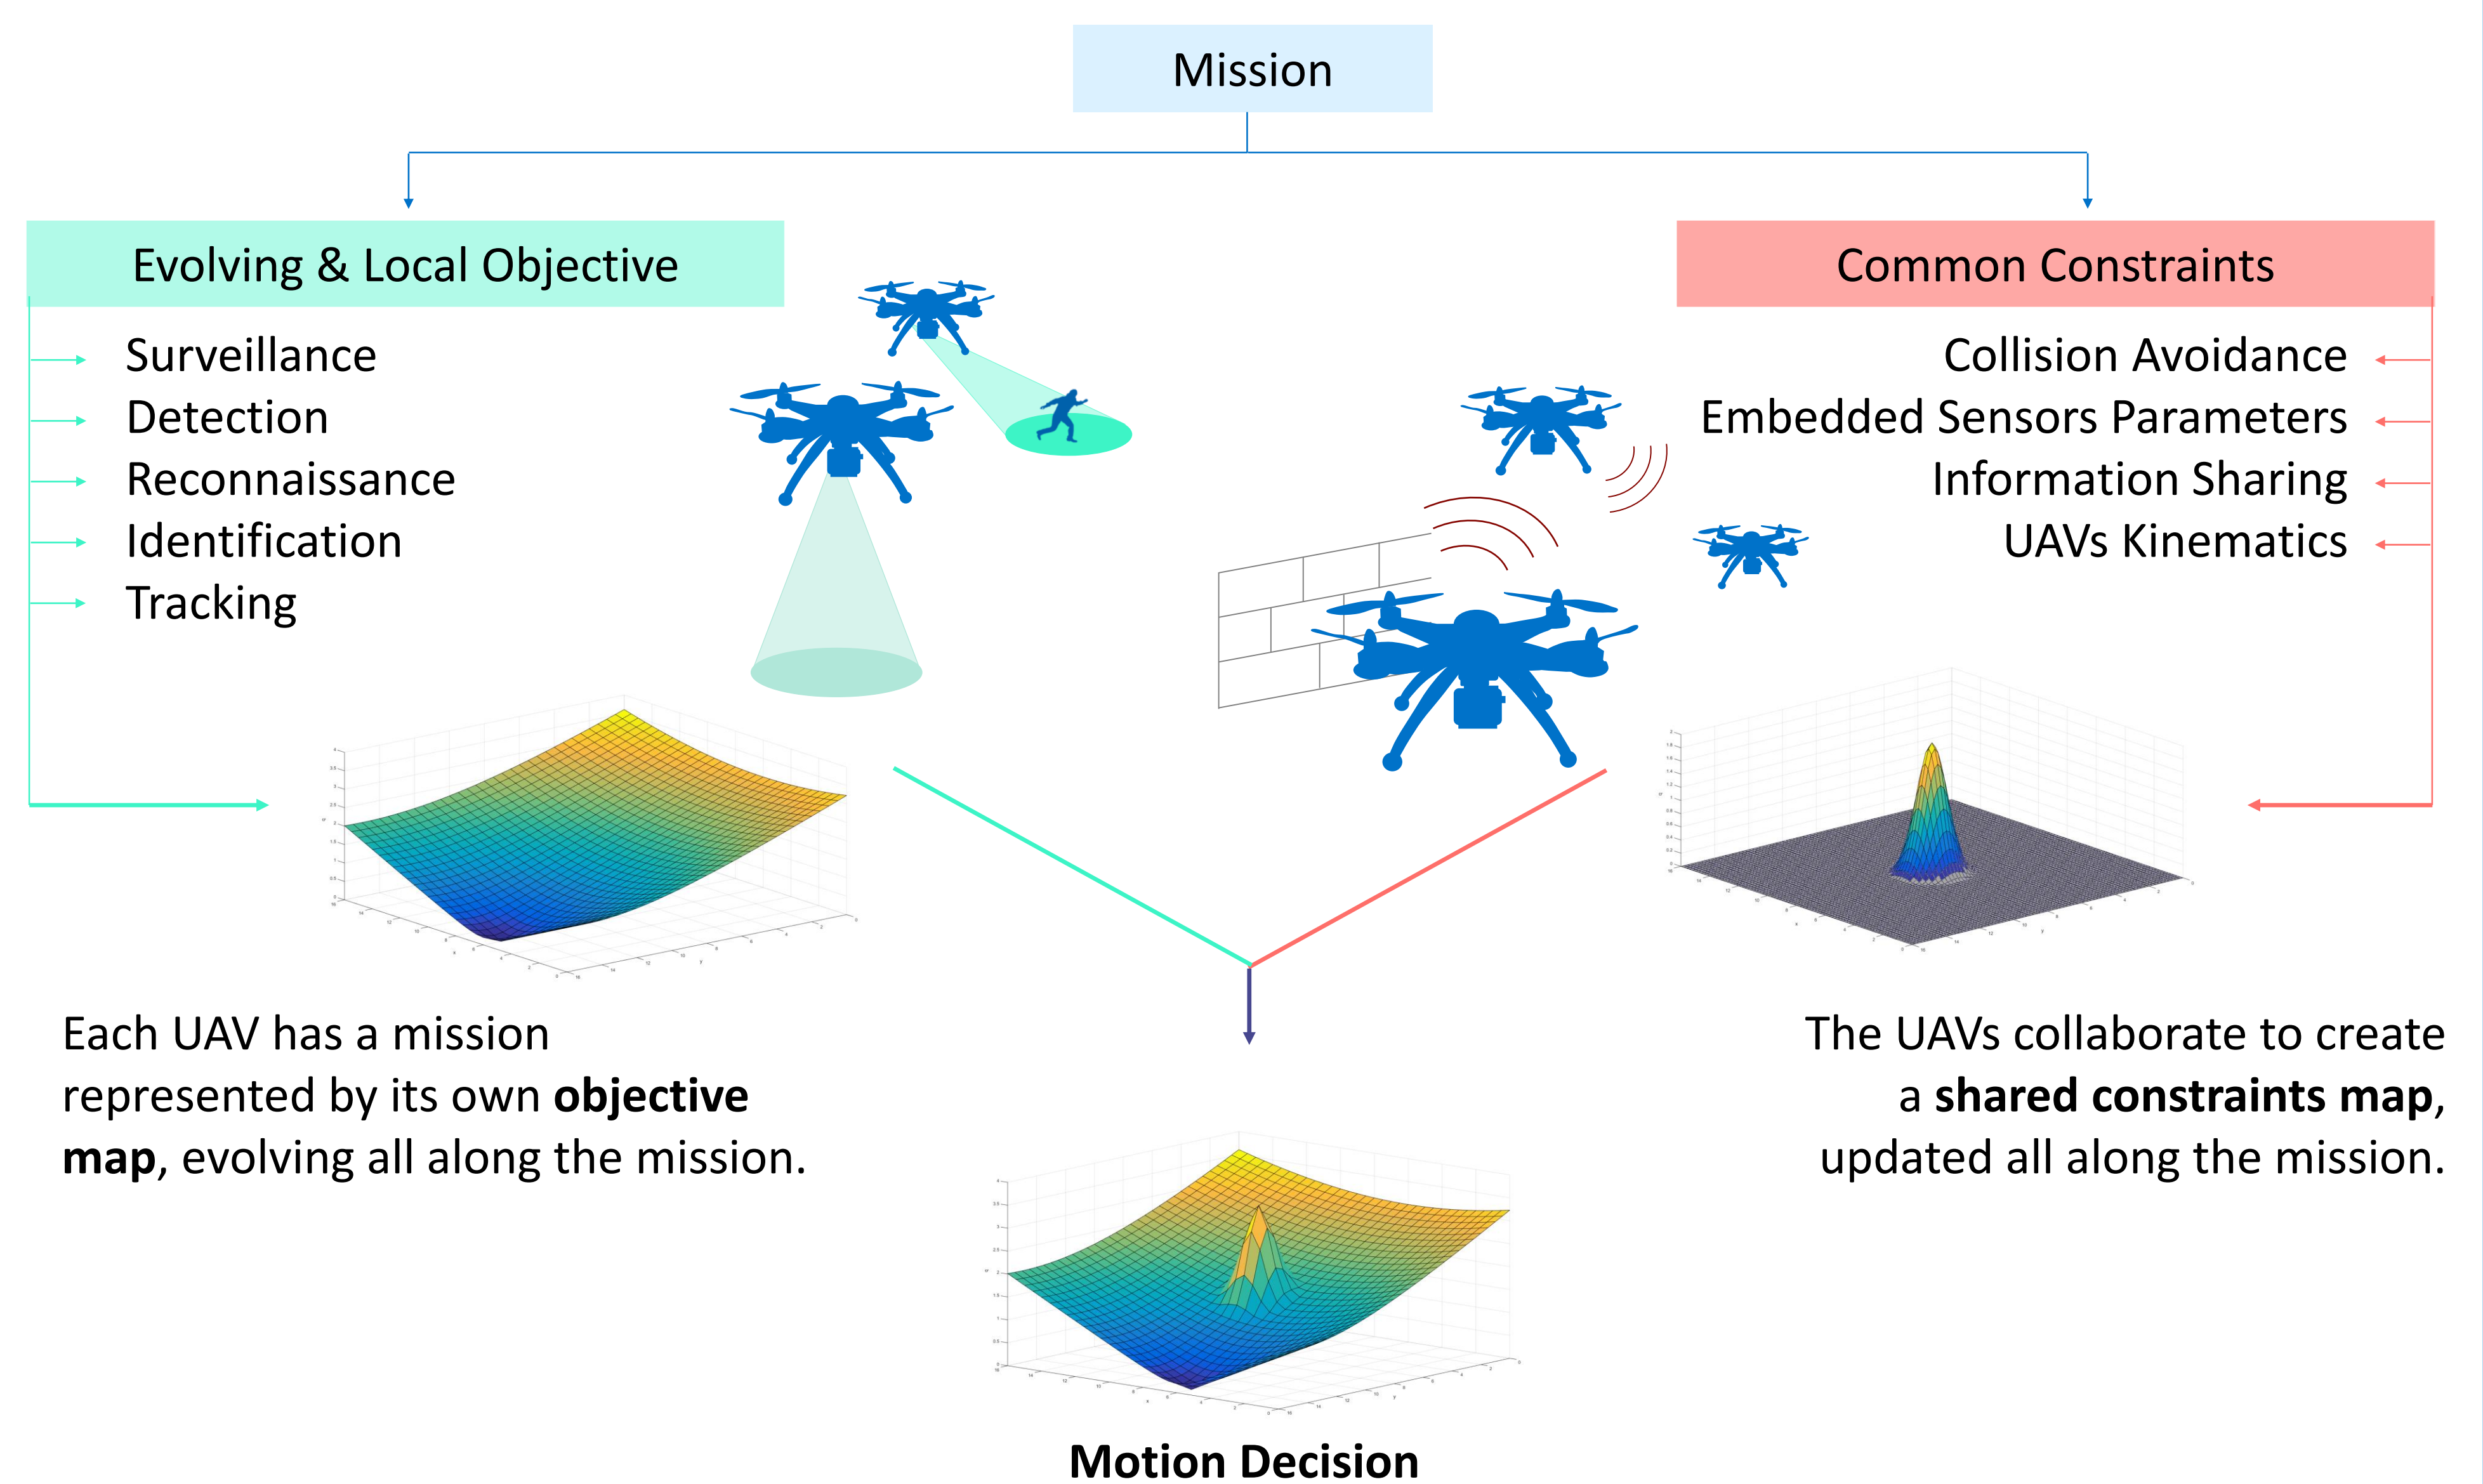 Mission
Evolving & Local Objective
Surveillance
Detection
Reconnaissance
Identification
Tracking
Common Constraints
Collision Avoidance
Embedded Sensors Parameters
Information Sharing
UAVs Kinematics
Each UAV has a mission
represented by its own objective
map, evolving all along the mission.
The UAVs collaborate to create
a shared constraints map,
updated all along the mission.
Motion Decision